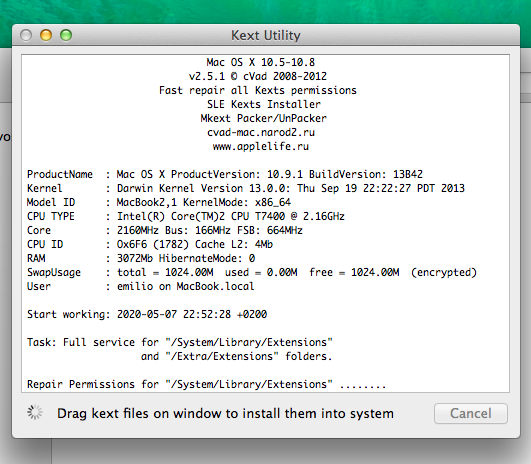 Kext Utility
Mac OS X 10.5-10.8
v2.5.1 © cVad 2008-2012
Fast repair all Kexts permissions
SLE Kexts Installer
Mkext Packer/UnPacker
cvad-mac.narod2.ru
www.applelife.ru
ProductName : Mac OS X ProductVersion: 10.9.1 BuildVersion: 13B42
Kernel : Darwin Kernel Version 13.0.0: Thu Sep 19 22:22:27 PDT 2013
Model ID : MacBook2,1 KernelMode: x86_64
CPU TYPE : Intel(R) Core(TM)2 CPU T7400 @ 2.16GHz
Core : 2160MHz Bus: 166MHz FSB: 664MHz
CPU ID : 0x6F6 (1782) Cache L2: 4Mb
RAM : 3072Mb HibernateMode: 0
SwapUsage : total = 1024.00M used = 0.00M free = 1024.00M (encrypted)
User : emilio on MacBook.local
Start working: 2020-05-07 22:52:28 +0200
Task: Full service for "/System/Library/Extensions"
and "/Extra/Extensions" folders.
Repair Permissions for "/System/Library/Extensions" ........
Drag kext files on window to install them into system
Cancel